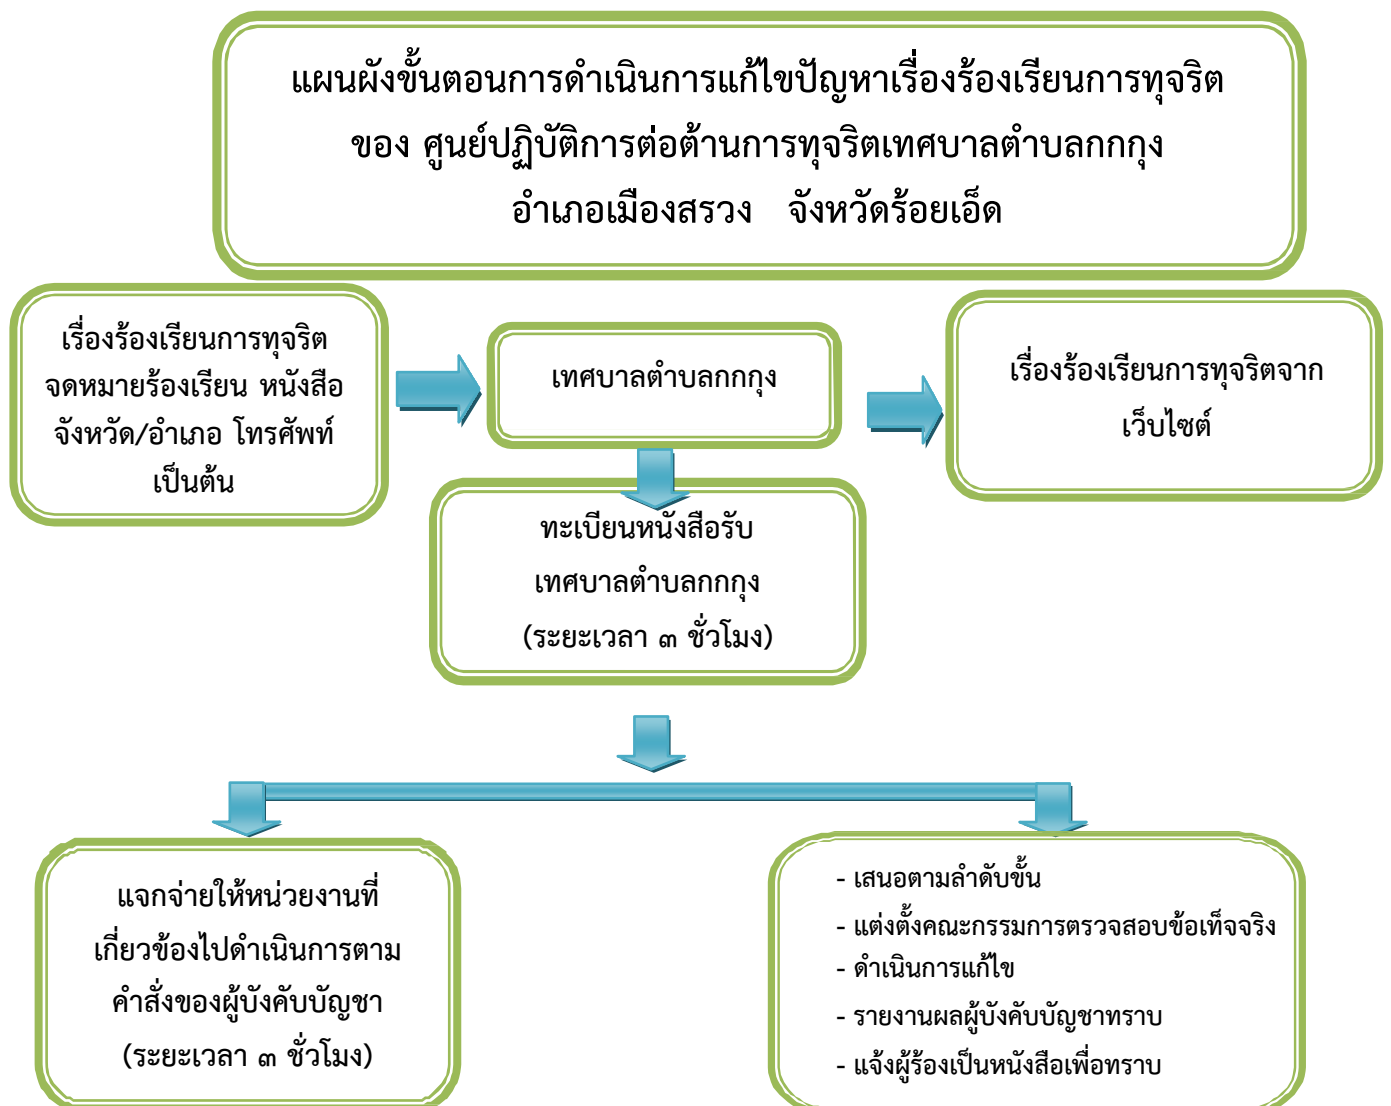 แผนผังขั้นตอนการดำเนินการแก้ไขปัญหาเรื่องร้องเรียนการทุจริต
ของ ศูนย์ปฏิบัติการต่อต้านการทุจริตเทศบาลตำบลกกกุง
อำเภอเมืองสรวง จังหวัดร้อยเอ็ด
เรื่องร้องเรียนการทุจริต
จดหมายร้องเรียน หนังสือ
จังหวัด/อำเภอ โทรศัพท์
เป็นต้น
เทศบาลตำบลกกกุง
เรื่องร้องเรียนการทุจริตจาก
เว็บไซต์
ทะเบียนหนังสือรับ
เทศบาลตำบลกกกุง
(ระยะเวลา ๓ ชั่วโมง)
แจกจ่ายให้หน่วยงานที่
เกี่ยวข้องไปดำเนินการตาม
คำสั่งของผู้บังคับบัญชา
(ระยะเวลา ๓ ชั่วโมง)
- เสนอตามลำดับขั้น
- แต่งตั้งคณะกรรมการตรวจสอบข้อเท็จจริง
- ดำเนินการแก้ไข
- รายงานผลผู้บังคับบัญชาทราบ
- แจ้งผู้ร้องเป็นหนังสือเพื่อทราบ